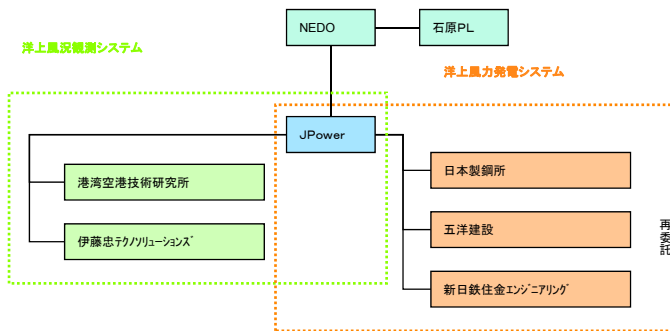 NEDO
石原PL
洋上風況観測システム
洋上風力発電システム
JPower
港湾空港技術研究所
伊藤忠ﾃｸﾉｿﾘｭｰｼｮﾝｽﾞ
日本製鋼所
五洋建設
新日鉄住金ｴﾝｼﾞﾆｱﾘﾝｸﾞ
再委託